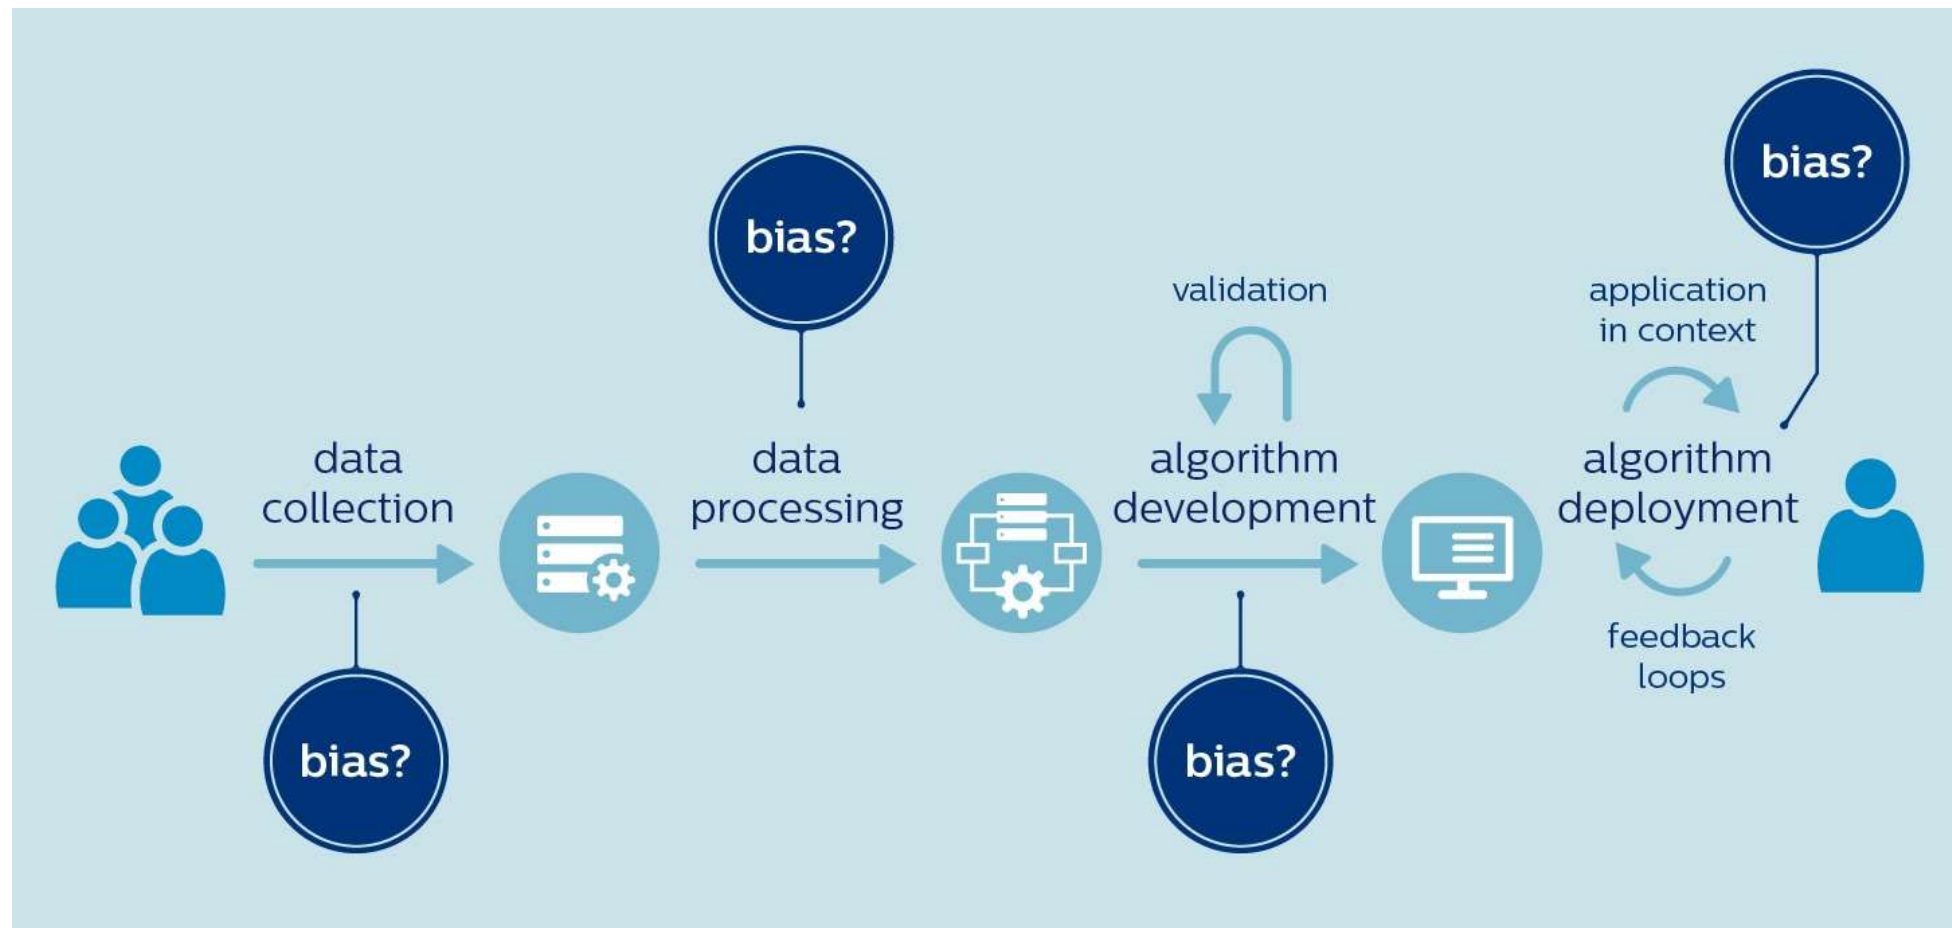 bias?
bias?
validation
application
in context
data
collection
data
processing
algorithm
development
algorithm
deployment
feedback
loops
bias?
bias?